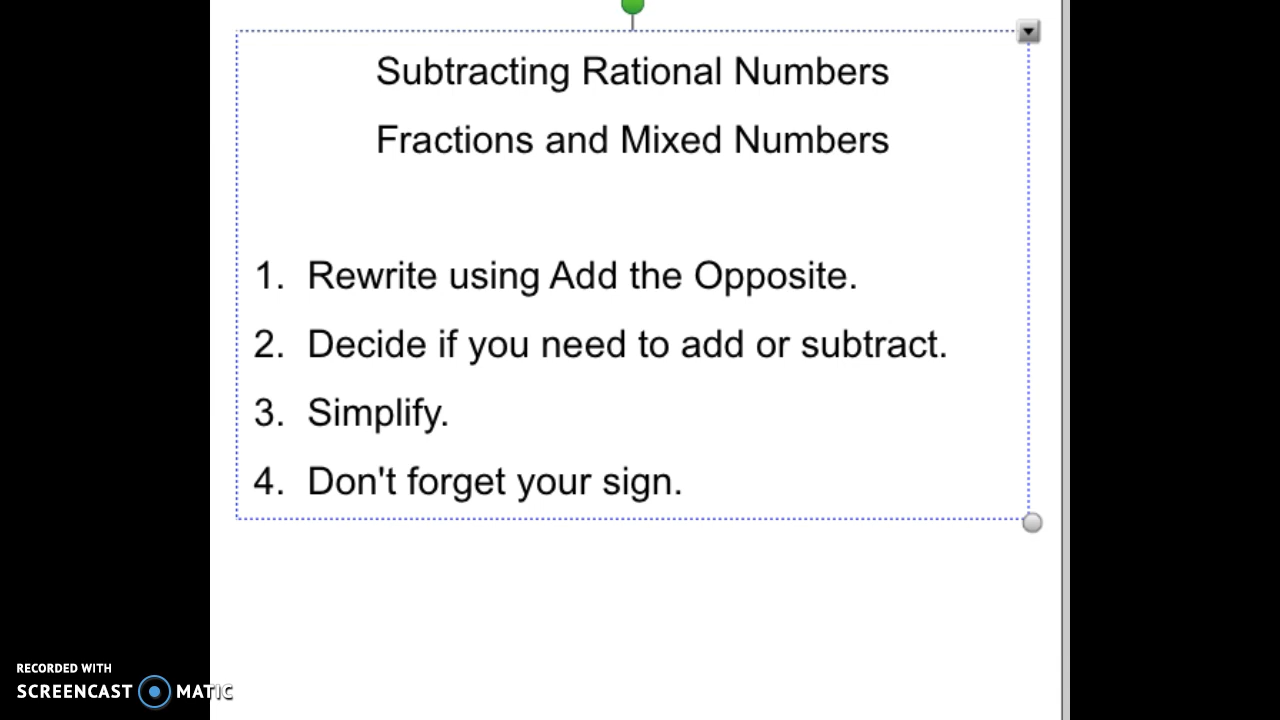 Subtracting Rational Numbers
Fractions and Mixed Numbers
1. Rewrite using Add the Opposite.
2. Decide if you need to add or subtract.
3. Simplify.
4. Don't forget your sign.
RECORDED WITH
SCREENCAST MATIC